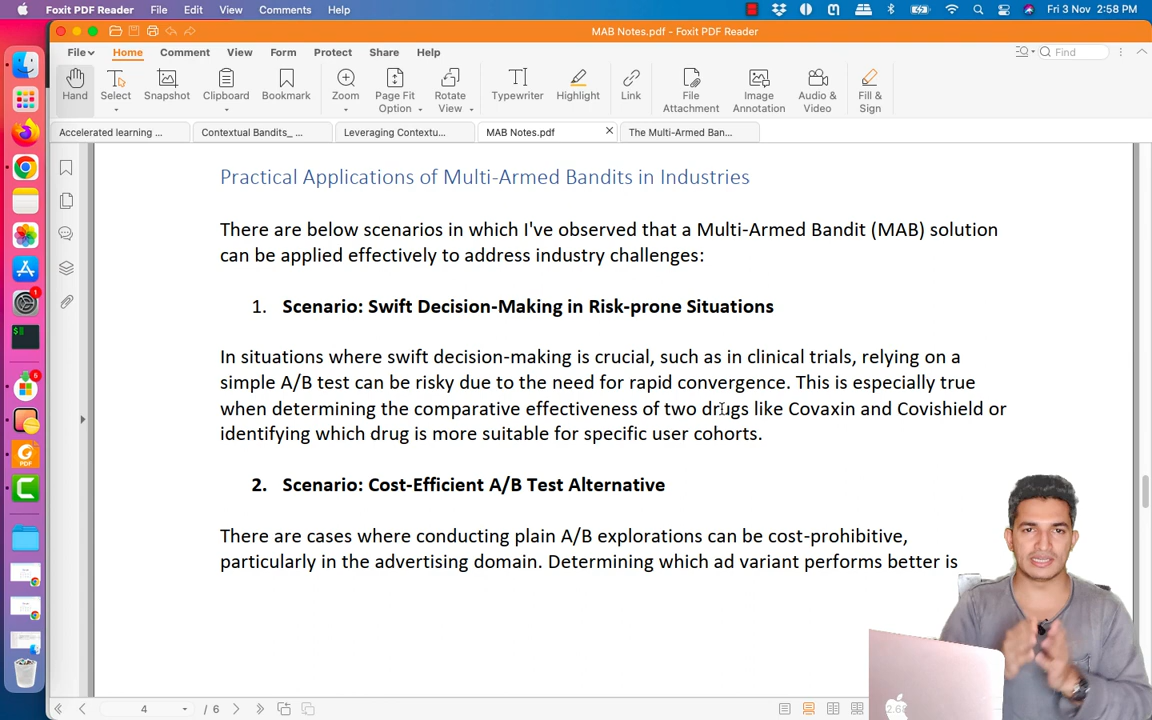 Foxit PDF Reader File Edit View Comments Help Fri 3 Nov 2:58 PM
MAB Notes.pdf - Foxit PDF Reader
File Home Comment View Form Protect Share Help Find
Hand Select Snapshot Clipboard Bookmark Zoom Page Fit Option Rotate View Typewriter Highlight Link File Attachment Image Annotation Audio & Video Fill & Sign
Accelerated learning ... Contextual Bandits_ ... Leveraging Contextu... MAB Notes.pdf The Multi-Armed Ban...
Practical Applications of Multi-Armed Bandits in Industries
There are below scenarios in which I've observed that a Multi-Armed Bandit (MAB) solution
can be applied effectively to address industry challenges:
1. Scenario: Swift Decision-Making in Risk-prone Situations
In situations where swift decision-making is crucial, such as in clinical trials, relying on a
simple A/B test can be risky due to the need for rapid convergence. This is especially true
when determining the comparative effectiveness of two drugs like Covaxin and Covishield or
identifying which drug is more suitable for specific user cohorts.
2. Scenario: Cost-Efficient A/B Test Alternative
There are cases where conducting plain A/B explorations can be cost-prohibitive,
particularly in the advertising domain. Determining which ad variant performs better is
4 / 6